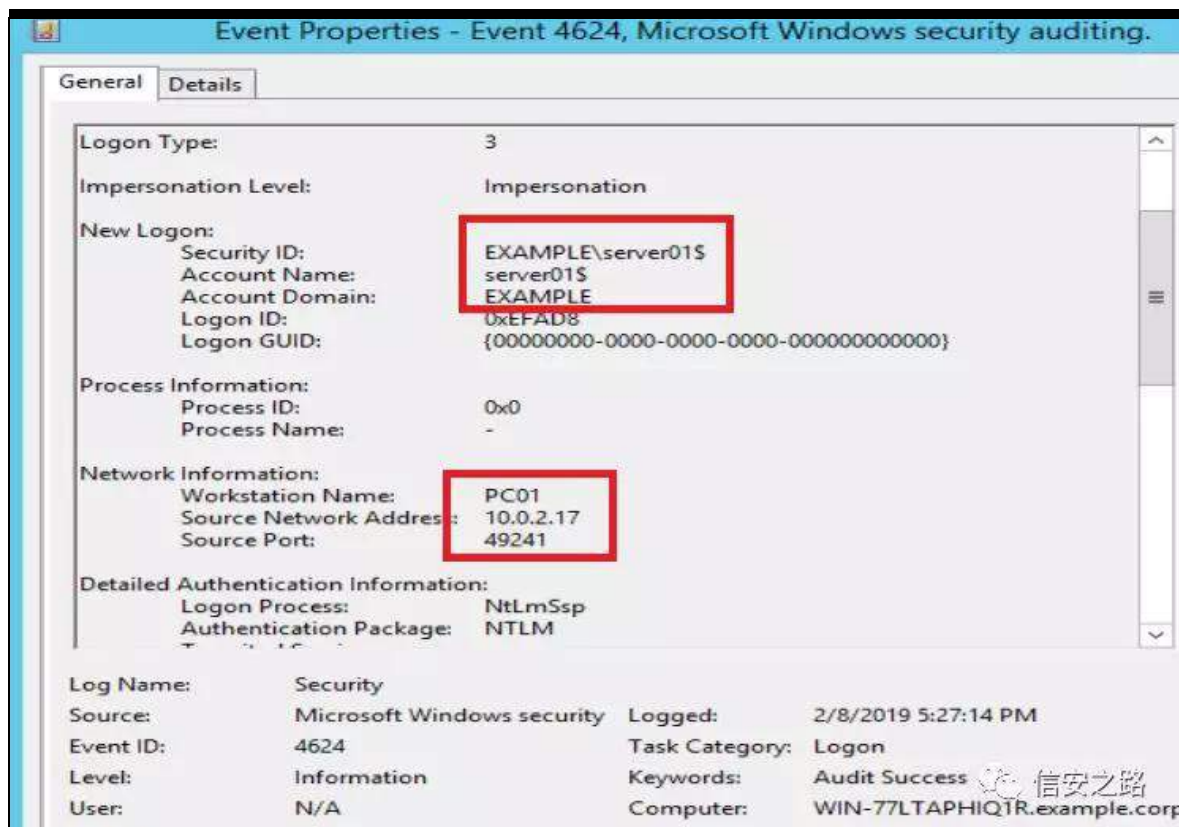 Event Properties - Event 4624, Microsoft Windows security auditing.
General Details
Logon Type: 3
Impersonation Level: Impersonation
New Logon:
Security ID: EXAMPLE\server01$
Account Name: server01$
Account Domain: EXAMPLE
Logon ID: 0xEFAD8
Logon GUID: {00000000-0000-0000-0000-000000000000}
Process Information:
Process ID: 0x0
Process Name: -
Network Information:
Workstation Name: PC01
Source Network Address: 10.0.2.17
Source Port: 49241
Detailed Authentication Information:
Logon Process: NtLmSsp
Authentication Package: NTLM
Log Name: Security
Source: Microsoft Windows security Logged: 2/8/2019 5:27:14 PM
Event ID: 4624 Task Category: Logon
Level: Information Keywords: Audit Success
User: N/A Computer: WIN-77LTAPHIQ1R.example.corp
信安之路